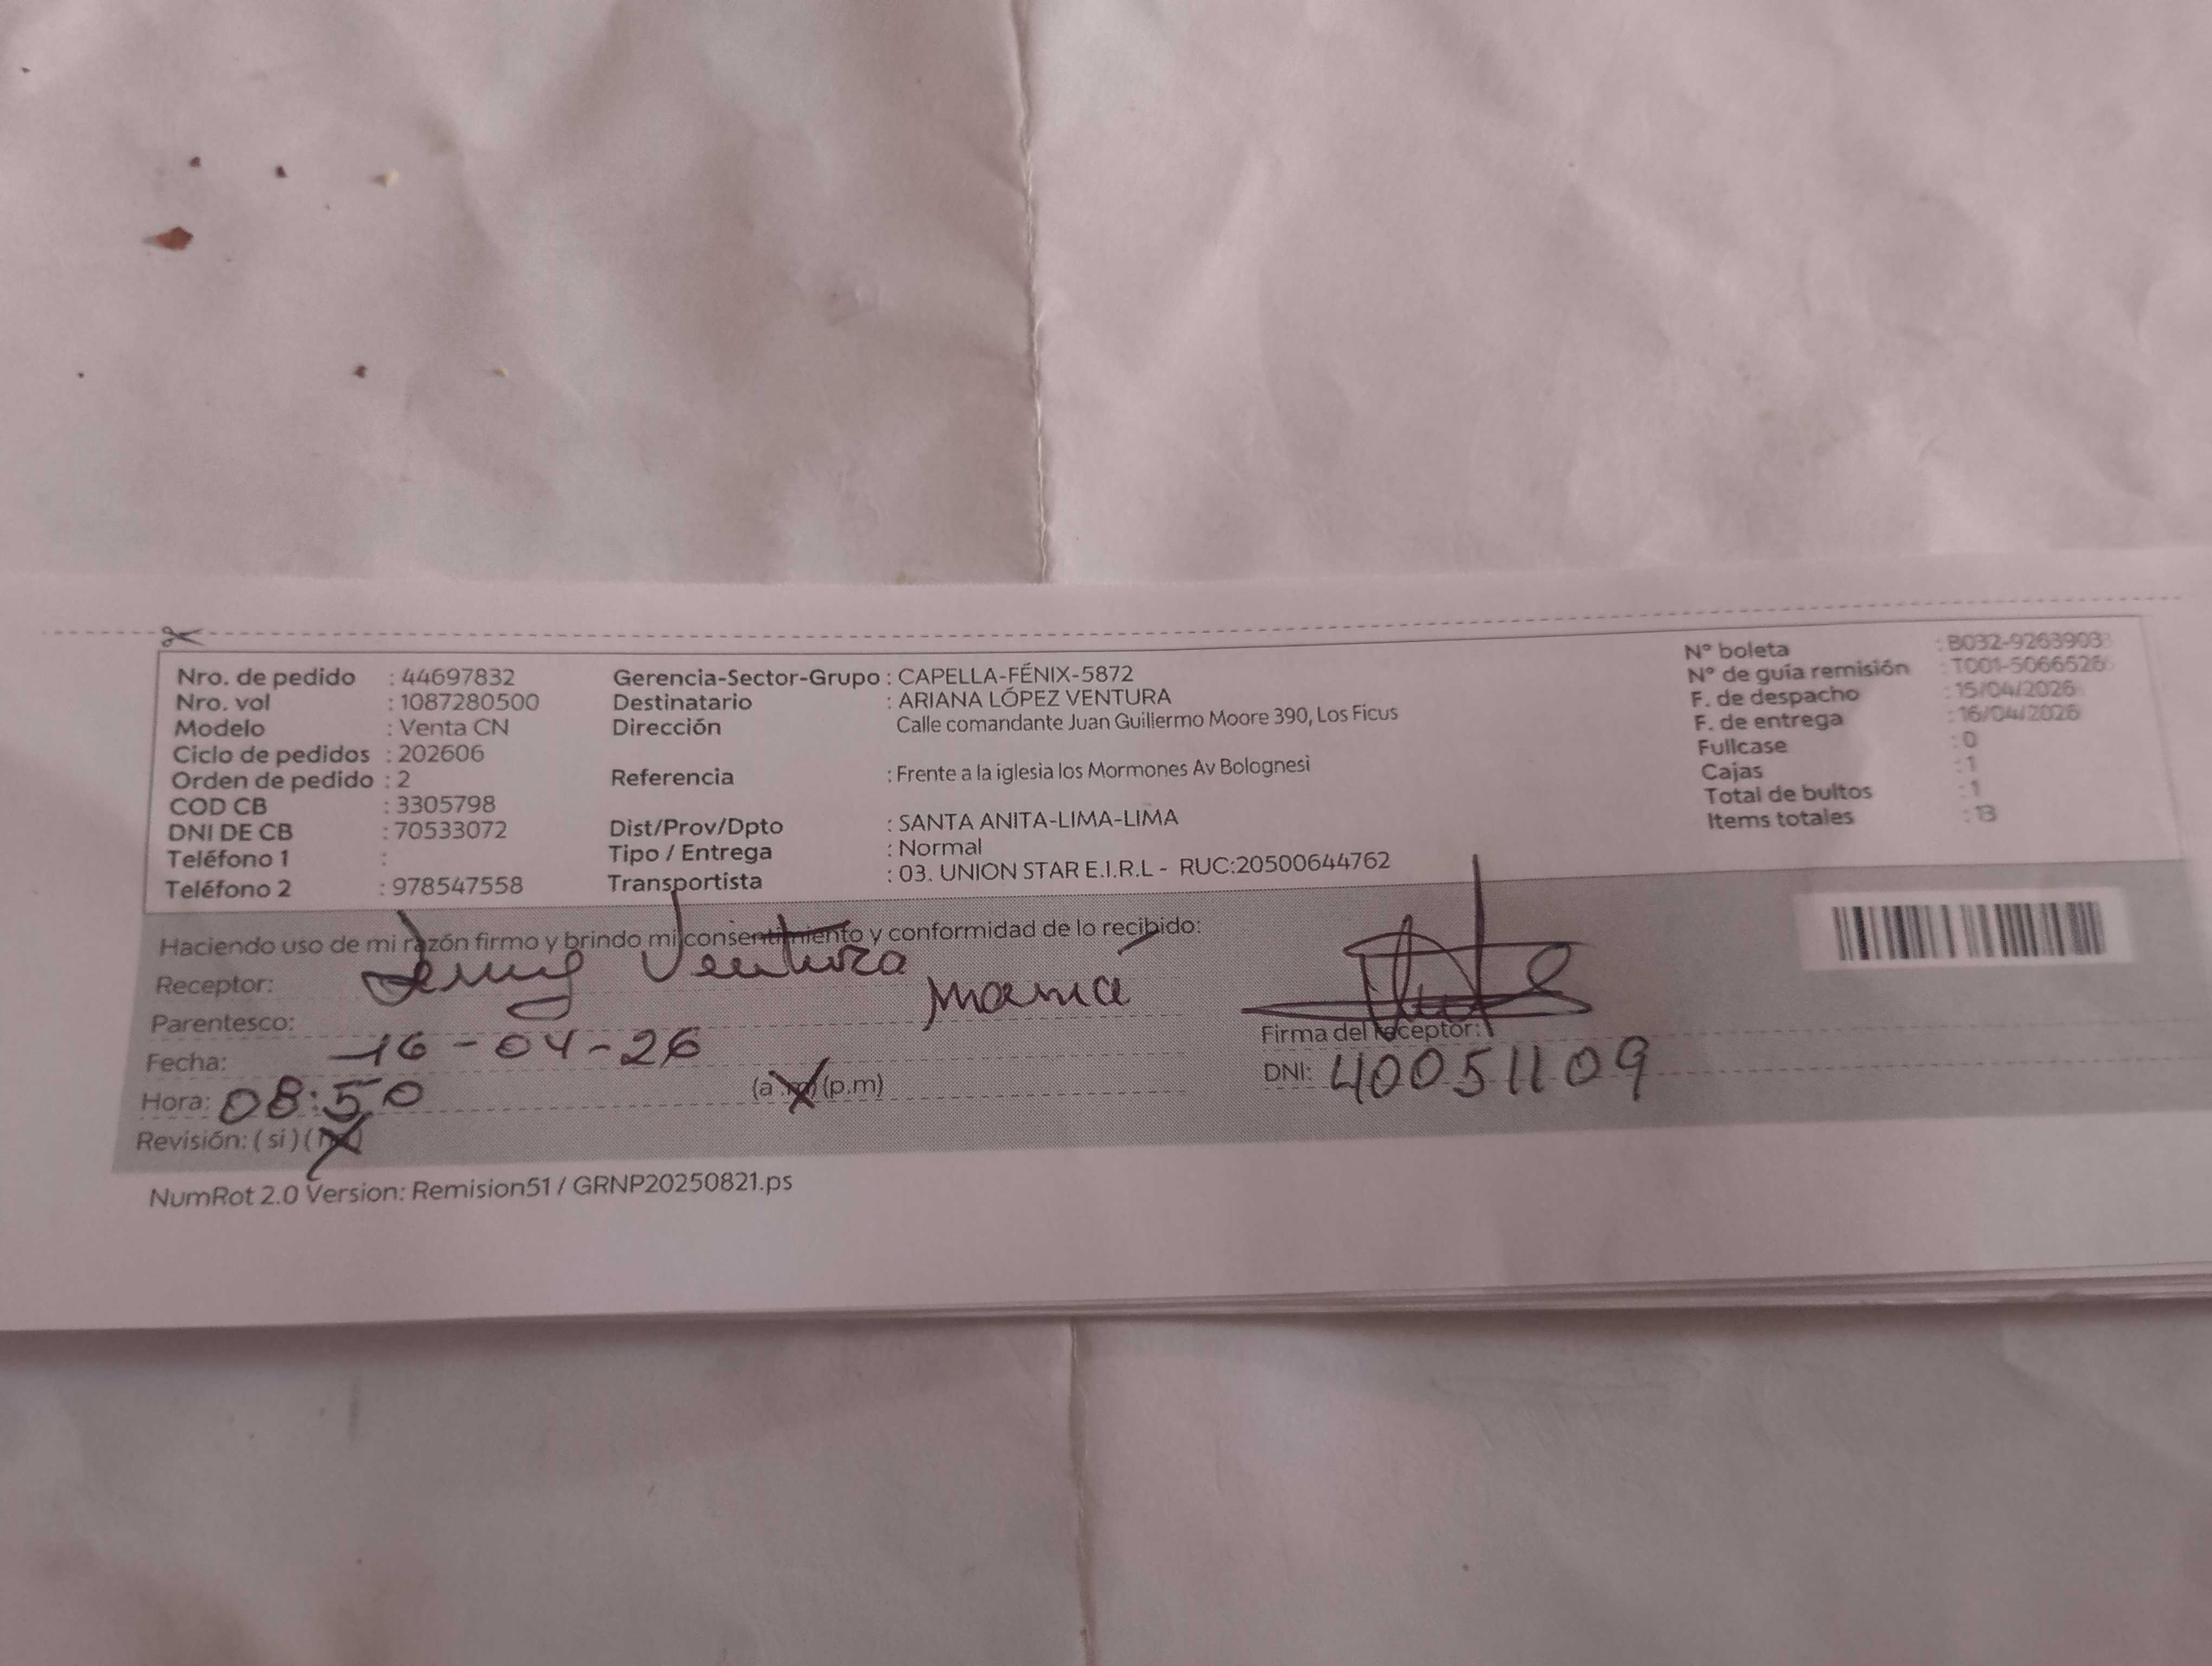 Nro. de pedido : 44697832
Nro. vol : 1087280500
Modelo : Venta CN
Ciclo de pedidos : 202606
Orden de pedido : 2
COD CB : 3305798
DNI DE CB : 70533072
Teléfono 1 :
Teléfono 2 : 978547558
Gerencia-Sector-Grupo : CAPELLA-FÉNIX-5872
Destinatario : ARIANA LÓPEZ VENTURA
Dirección Calle comandante Juan Guillermo Moore 390, Los Ficus
Referencia : Frente a la iglesia los Mormones Av Bolognesi
Dist/Prov/Dpto : SANTA ANITA-LIMA-LIMA
Tipo / Entrega : Normal
Transportista : 03. UNION STAR E.I.R.L - RUC:20500644762
N° boleta : B032-92639033
N° de guía remisión :
F. de despacho : 15/04/2026
F. de entrega : 16/04/2026
Fullcase : 0
Cajas : 1
Total de bultos : 1
Items totales : 13
Haciendo uso de mi razón firmo y brindo mi consentimiento y conformidad de lo recibido:
Receptor: Ventura
Parentesco: mamá
Fecha: 16-04-26
Hora: 08:50 (a.m) (p.m)
Revisión: ( si ) ( no )
Firma del receptor:
DNI: 40051109
NumRot 2.0 Version: Remision51 / GRNP20250821.ps